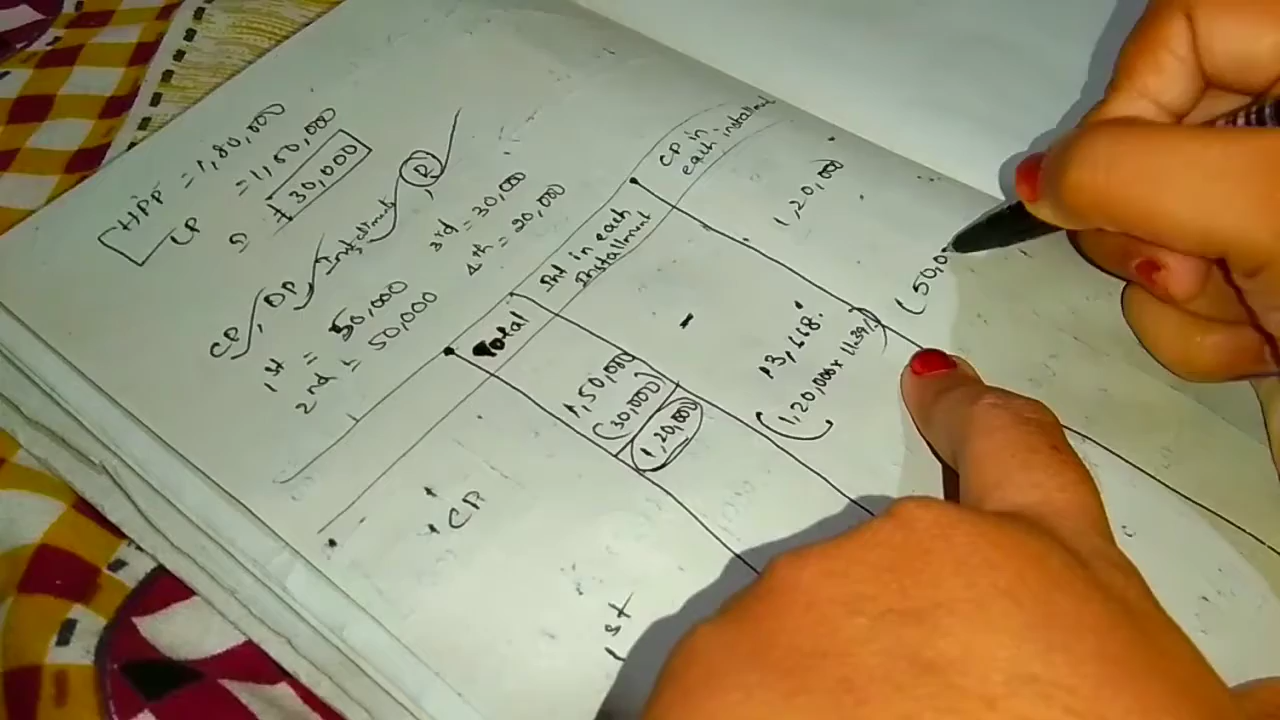 HPP = 1,80,000
CP = 1,50,000
30,000
CP, DP, Installment, R
1st = 50,000
2nd = 50,000
3rd = 30,000
4th = 20,000
Total
Int in each
Installment
CP in
each installment
CP
1,50,000
(30,000)
1,20,000
-
1,20,000
1st
13,668
(1,20,000 x 11.39%)
(50,0